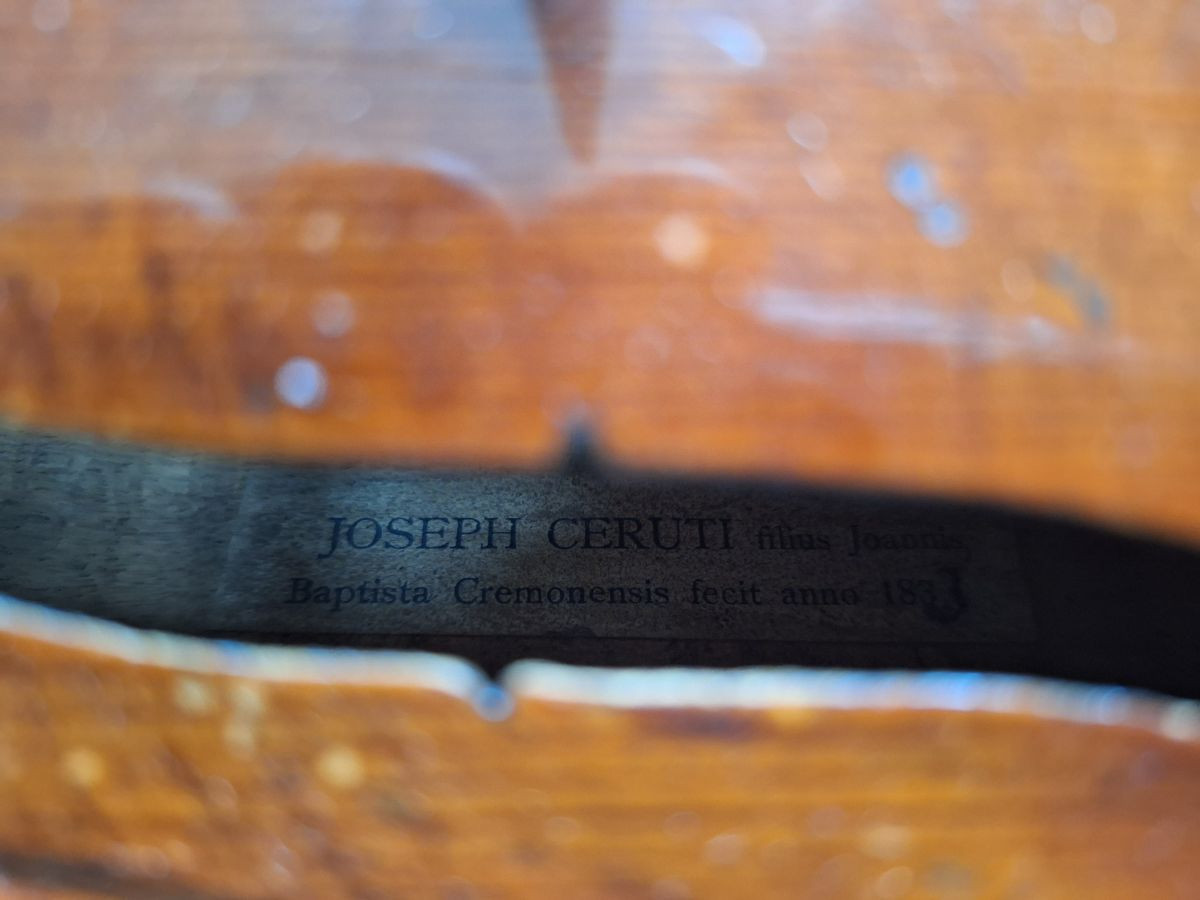 JOSEPH CERUTI filius Joannis
Baptista Cremonensis fecit anno